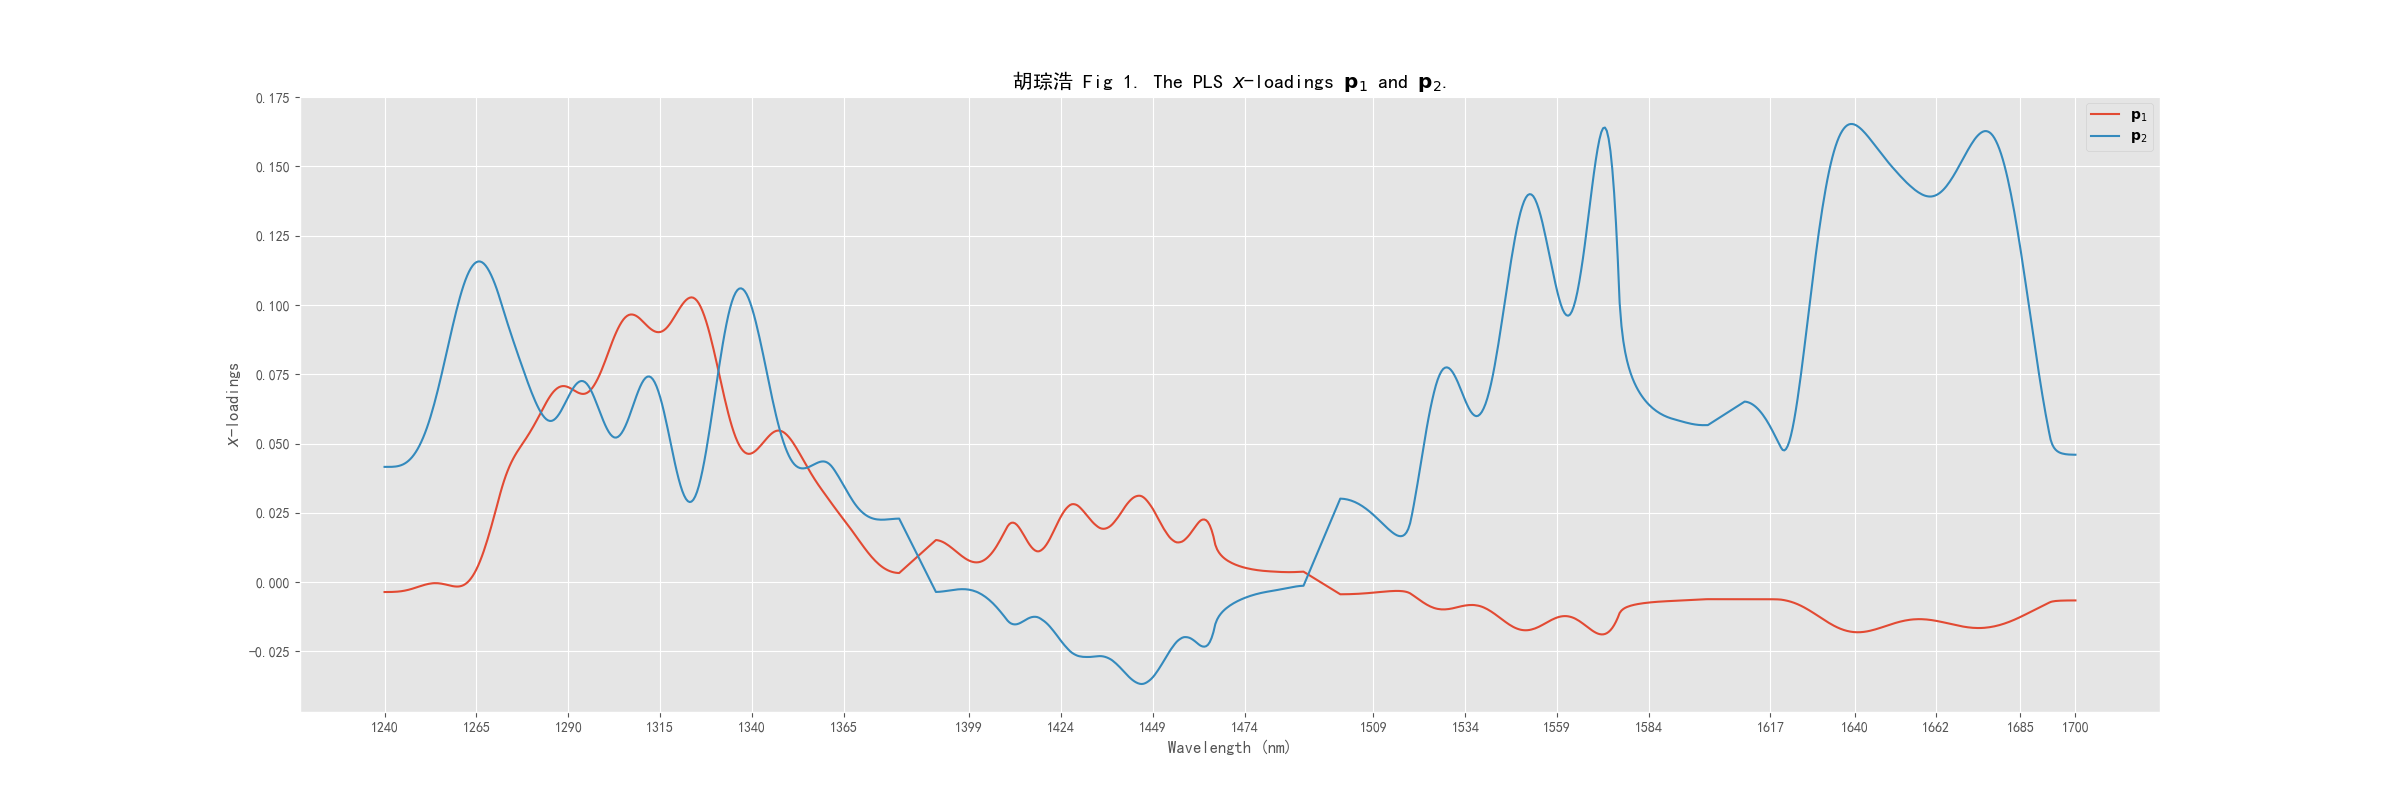 胡琮浩 Fig 1. The PLS X-loadings p1 and p2.
p1
p2
0.175
0.150
0.125
0.100
0.075
0.050
0.025
0.000
−0.025
X-loadings
1240 1265 1290 1315 1340 1365 1399 1424 1449 1474 1509 1534 1559 1584 1617 1640 1662 1685 1700
Wavelength (nm)